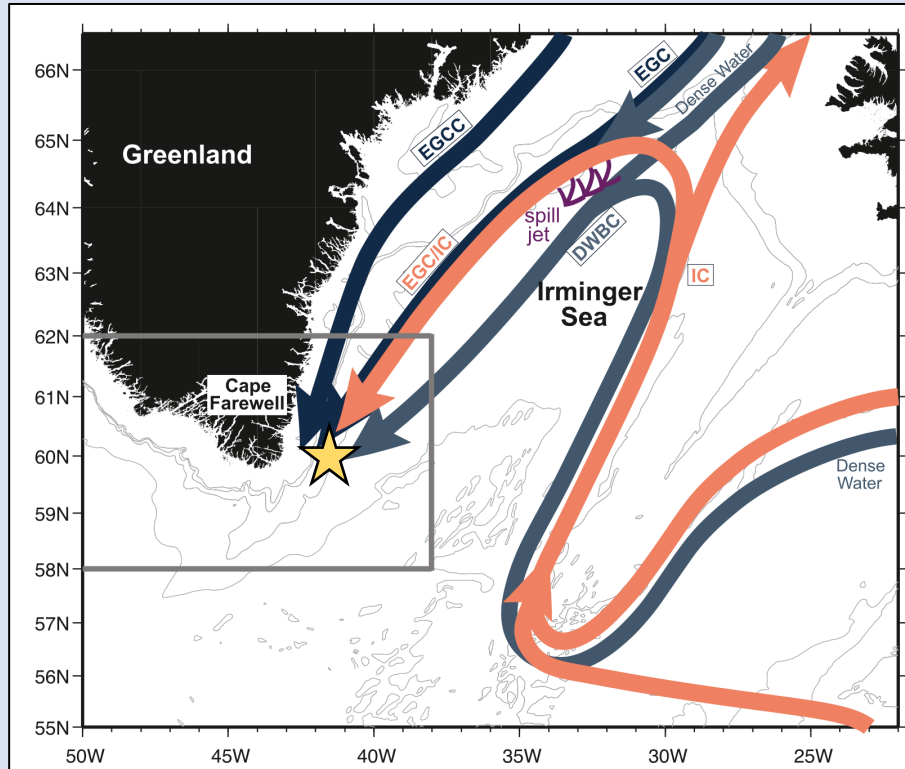 66N
65N
64N
63N
62N
61N
60N
59N
58N
57N
56N
55N
50W
45W
40W
35W
30W
25W
Greenland
EGCC
EGC
Dense Water
spill
jet
EGC/IC
DWBC
IC
Irminger
Sea
Cape
Farewell
Dense
Water